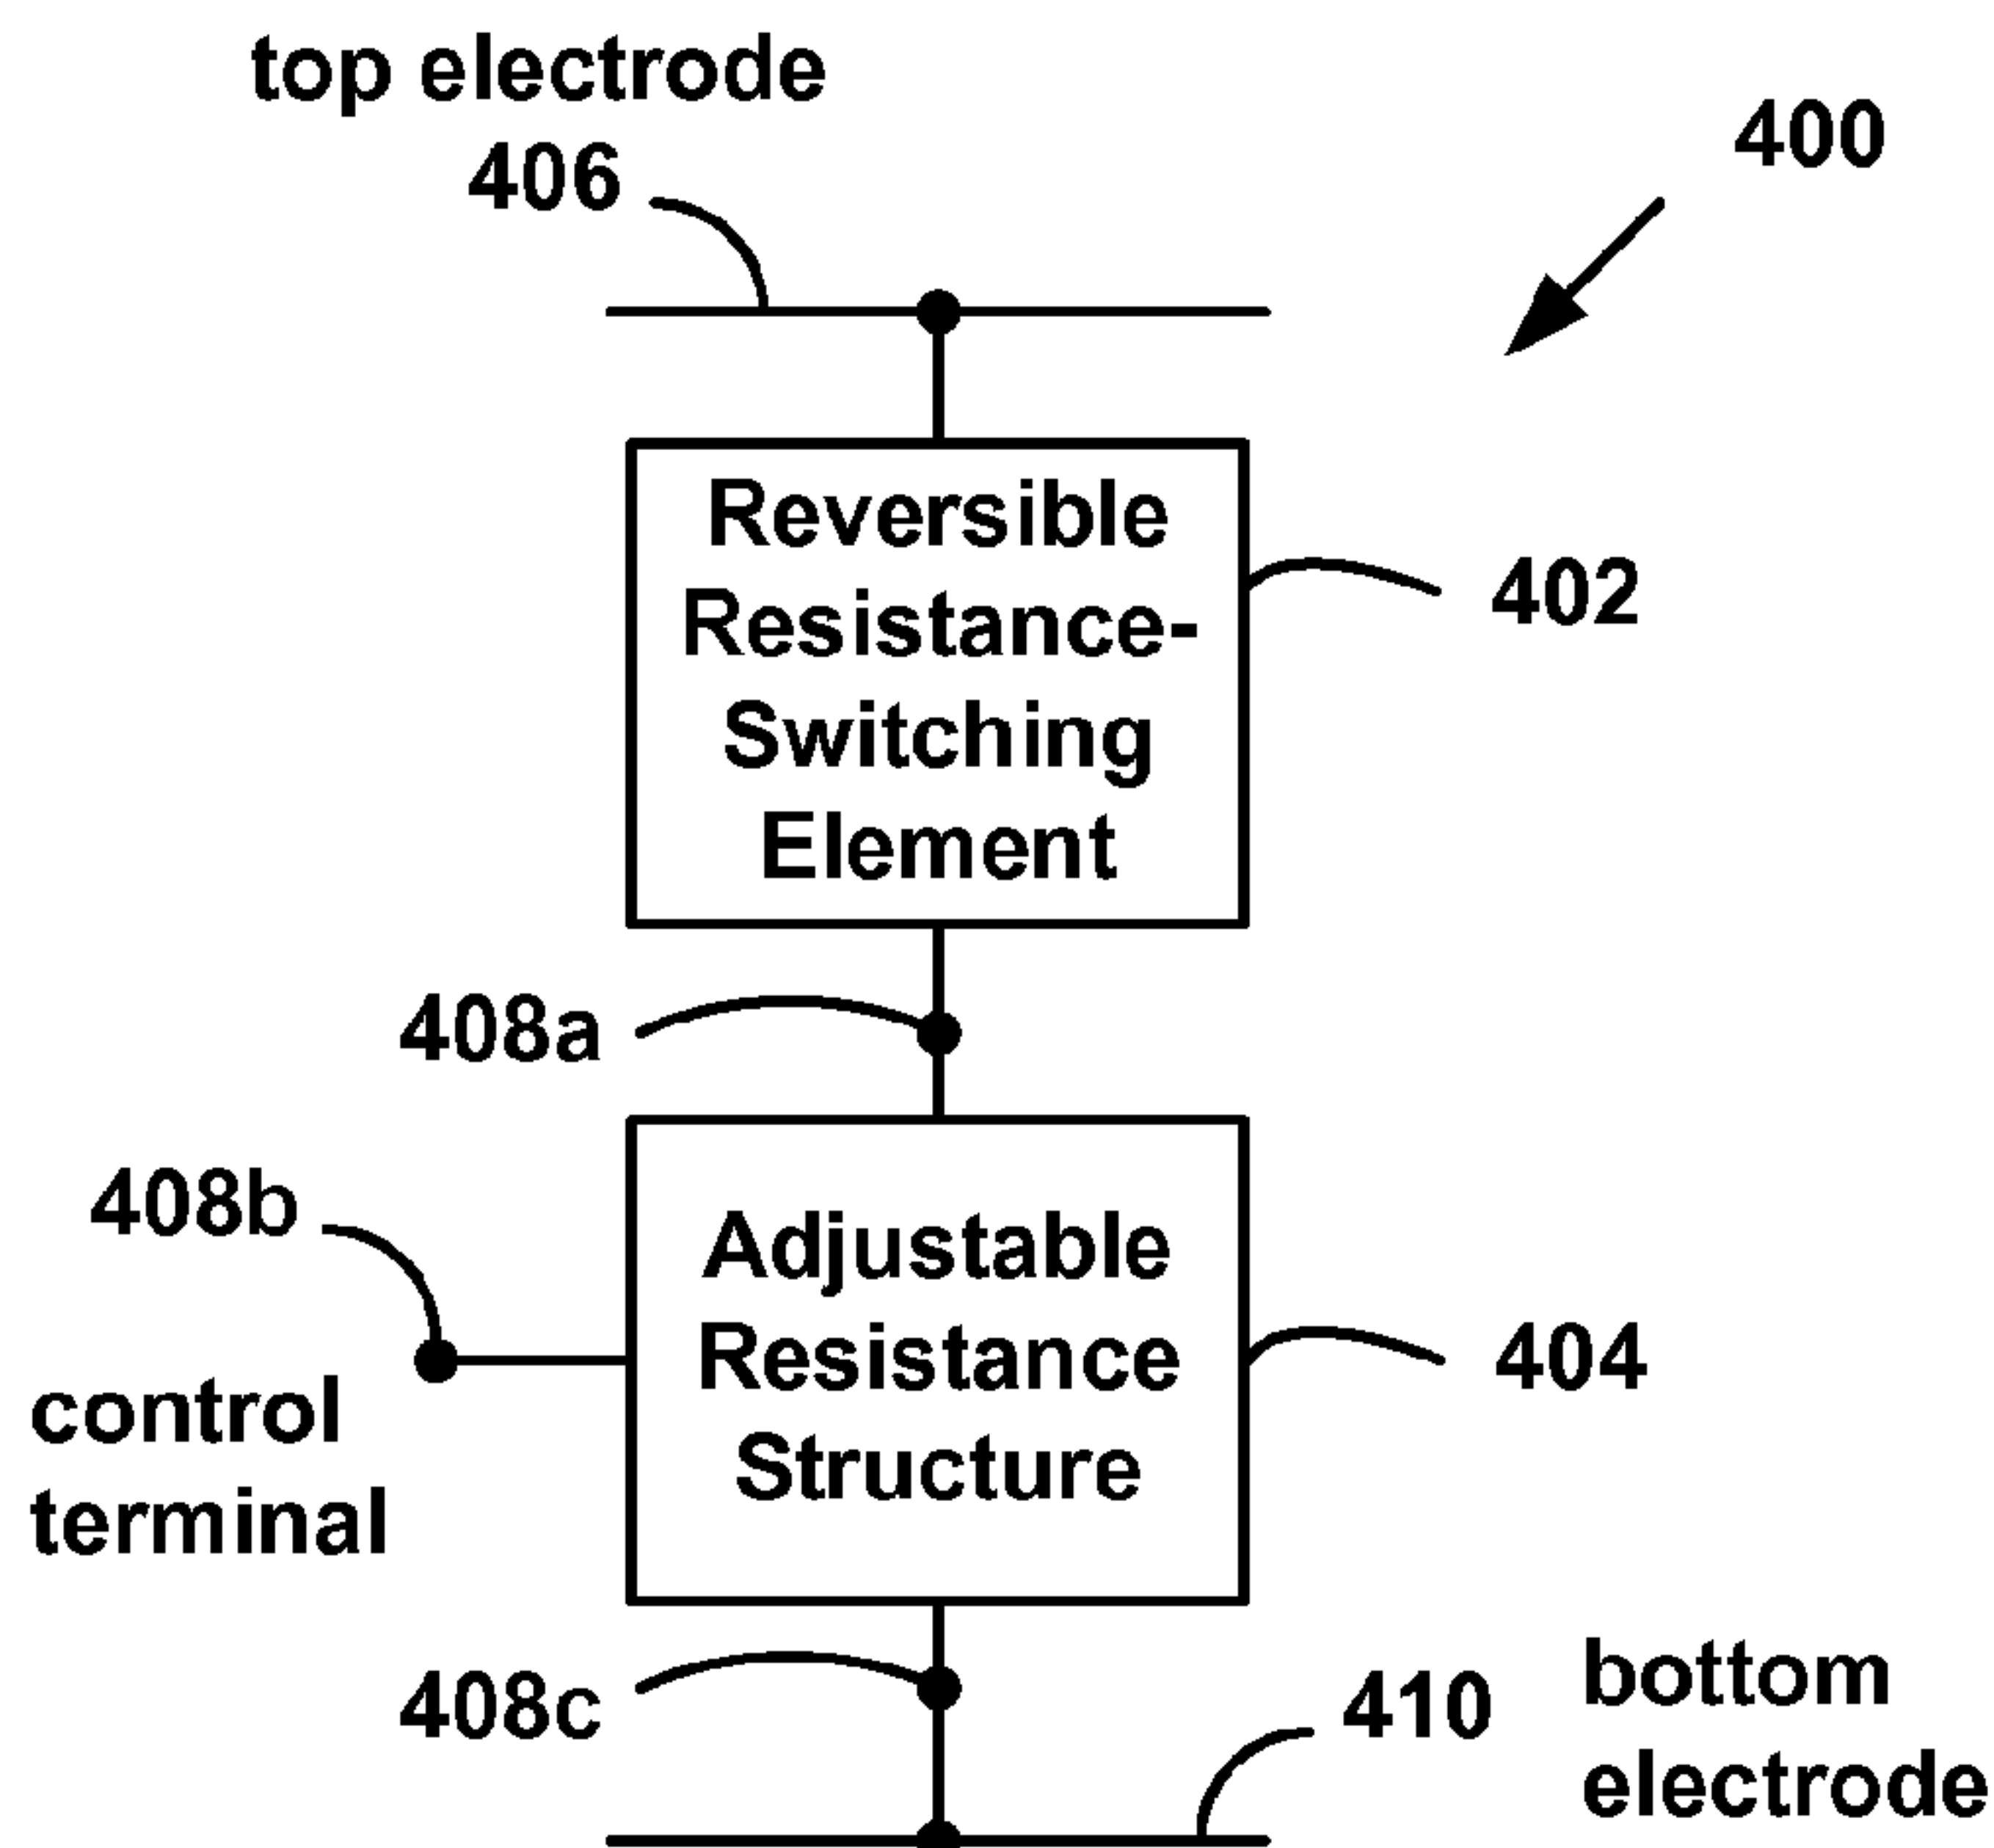 top electrode
406
400
Reversible
Resistance-
Switching
Element
402
408a
408b
control
terminal
Adjustable
Resistance
Structure
404
408c
410
bottom
electrode